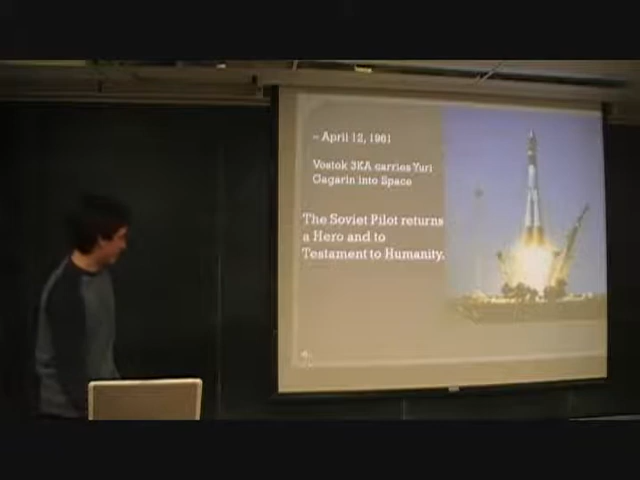 – April 12, 1961
Vostok 3KA carries Yuri
Gagarin into Space
The Soviet Pilot returns
a Hero and to
Testament to Humanity.